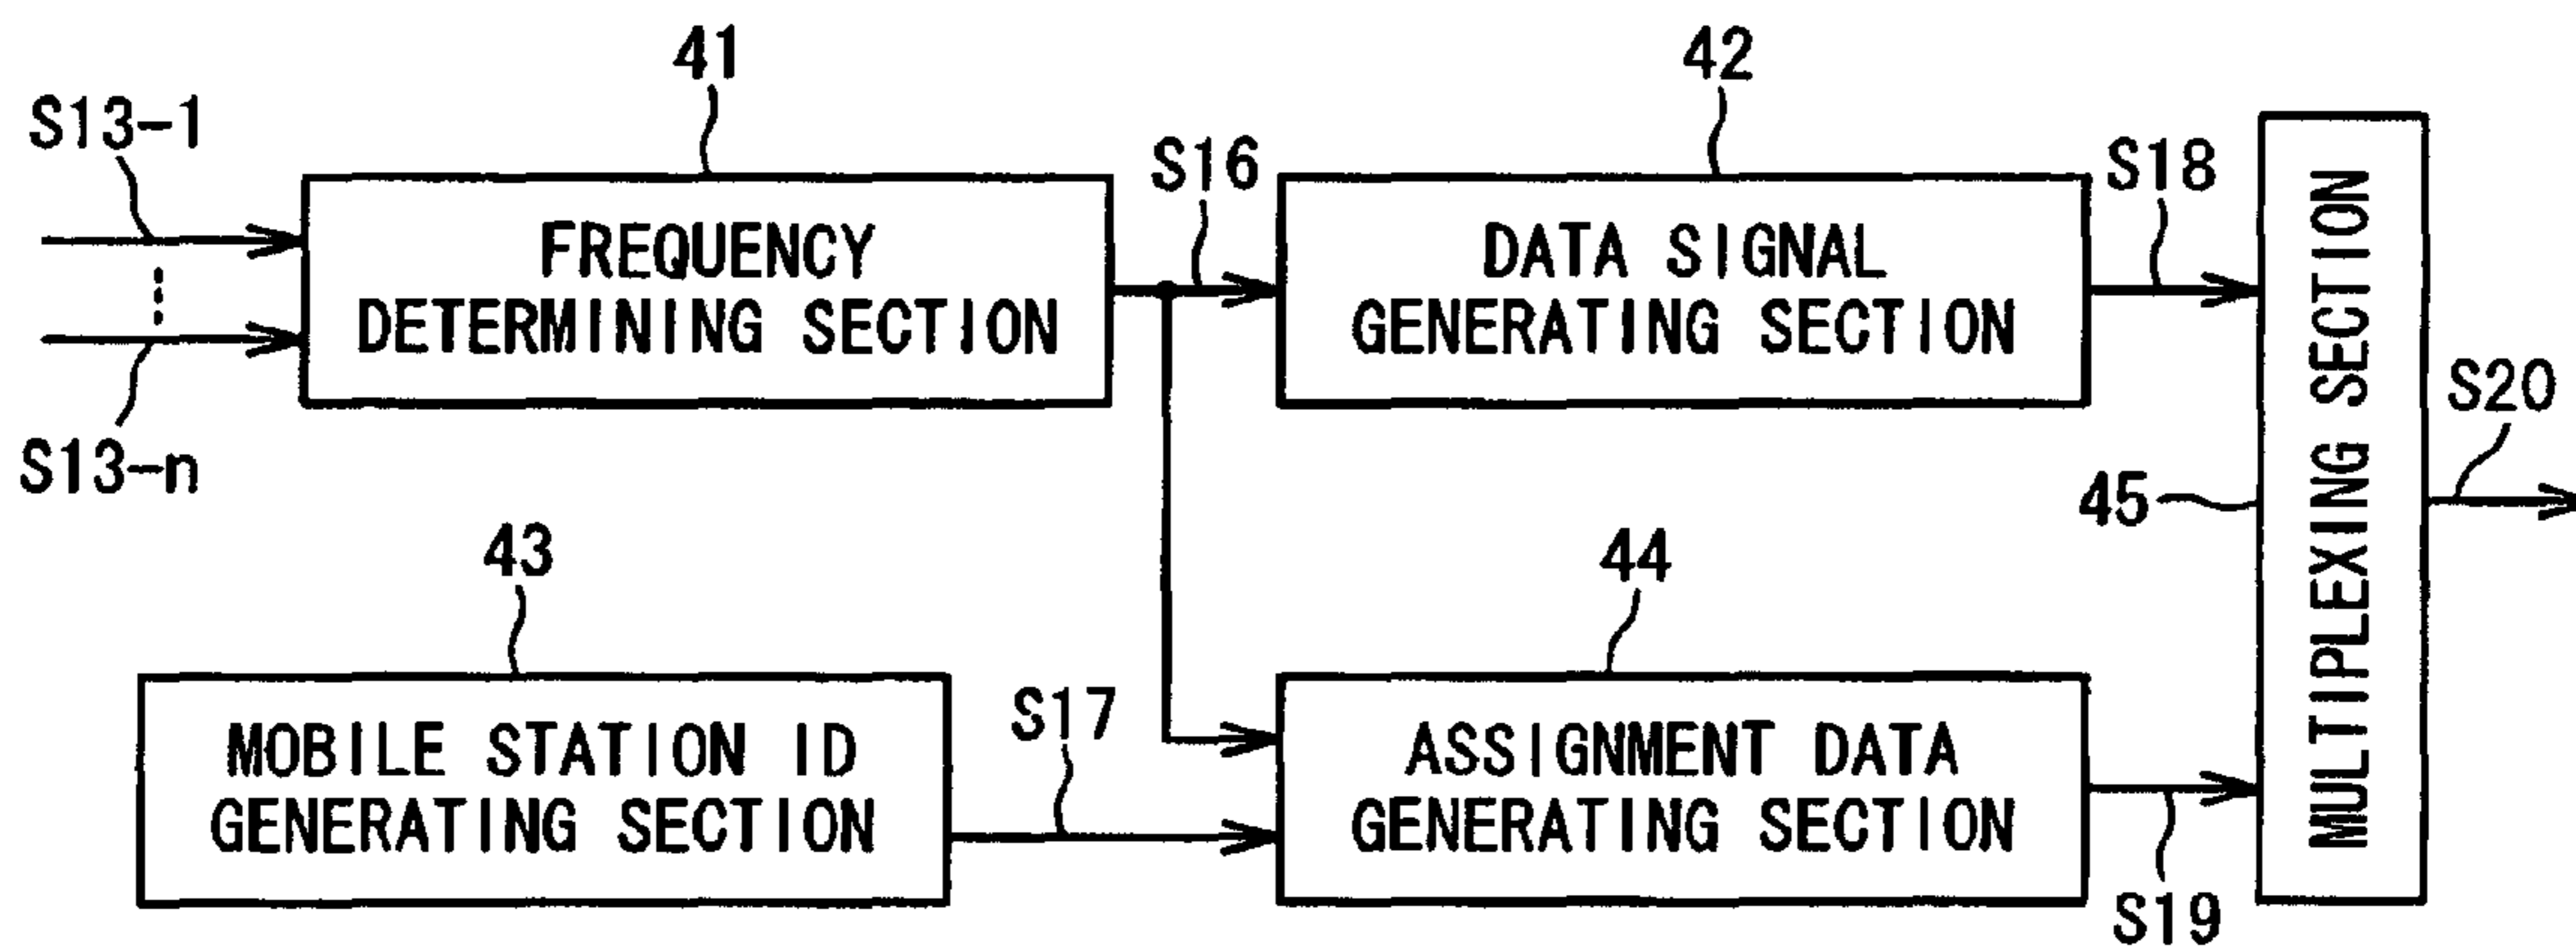 41
42
S13-1
S16
S18
FREQUENCY
DETERMINING SECTION
DATA SIGNAL
GENERATING SECTION
MULTIPLEXING SECTION
S20
S13-n
45
43
44
S17
MOBILE STATION ID
GENERATING SECTION
ASSIGNMENT DATA
GENERATING SECTION
S19